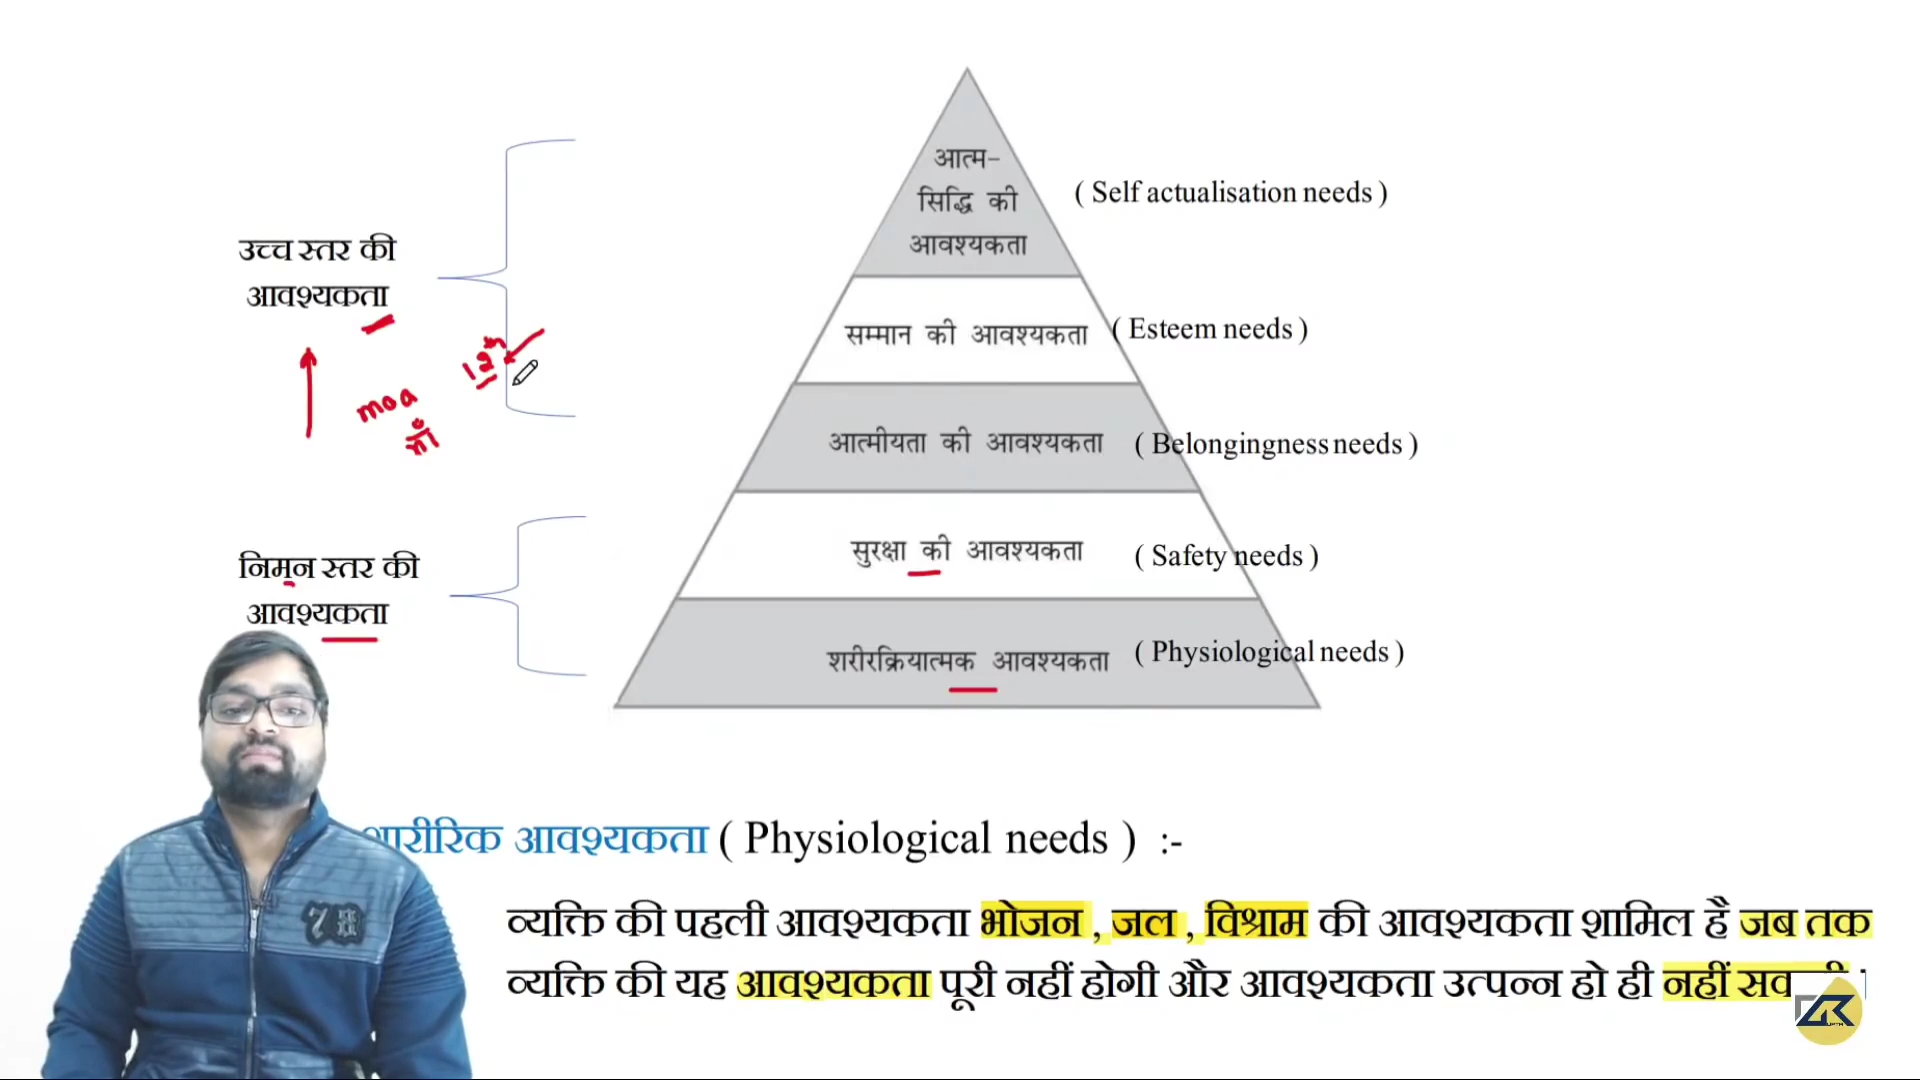 आत्म-
सिद्धि की
आवश्यकता
( Self actualisation needs )
उच्च स्तर की
आवश्यकता
सम्मान की आवश्यकता
( Esteem needs )
moa
आत्मीयता की आवश्यकता
( Belongingness needs )
सुरक्षा की आवश्यकता
( Safety needs )
निमन स्तर की
आवश्यकता
शरीरक्रियात्मक आवश्यकता
( Physiological needs )
7
शारीरिक आवश्यकता ( Physiological needs ) :-
व्यक्ति की पहली आवश्यकता भोजन , जल , विश्राम की आवश्यकता शामिल है जब तक
व्यक्ति की यह आवश्यकता पूरी नहीं होगी और आवश्यकता उत्पन्न हो ही नहीं